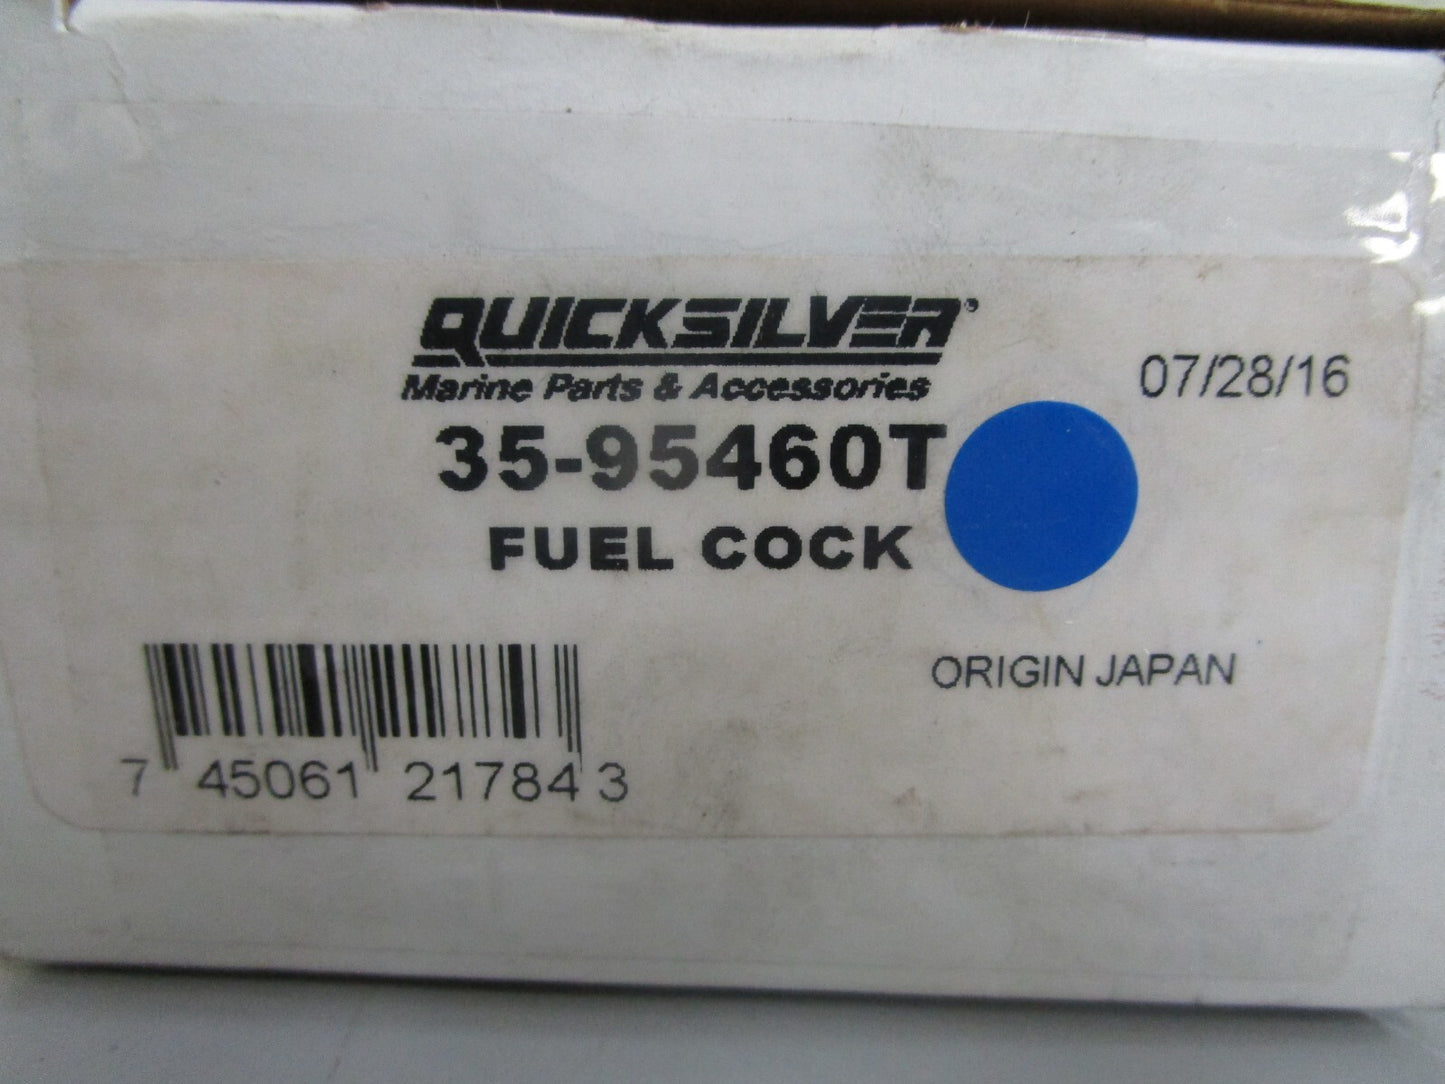 QUICKSILVER®
Marine Parts & Accessories
07/28/16
35-95460T
FUEL COCK
ORIGIN JAPAN
7 45061 21784 3